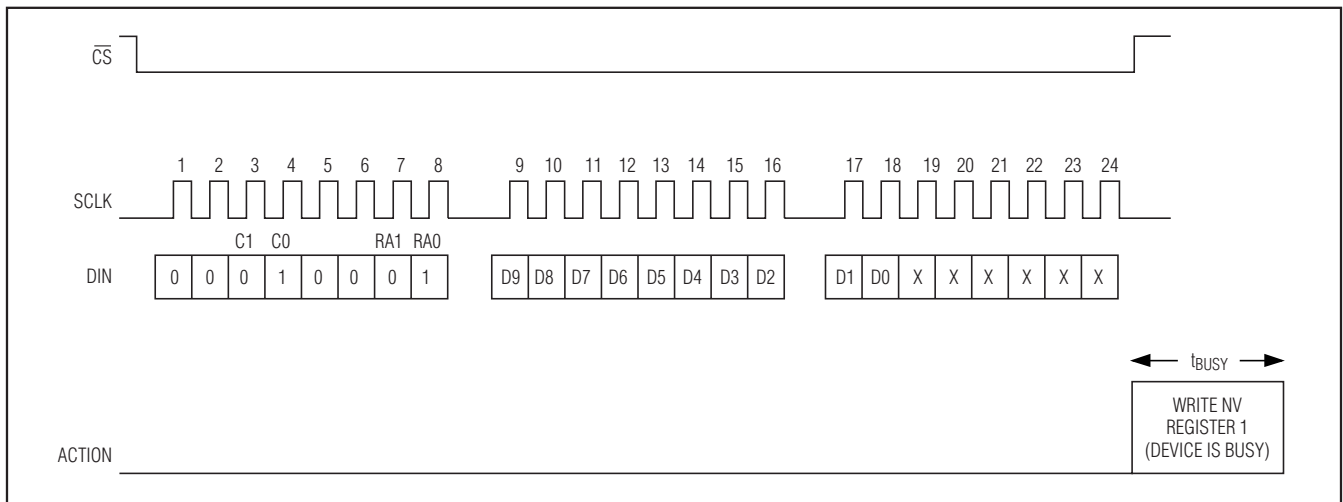 CS
1 2 3 4 5 6 7 8 9 10 11 12 13 14 15 16 17 18 19 20 21 22 23 24
SCLK
C1 C0 RA1 RA0
DIN 0 0 0 1 0 0 0 1 D9 D8 D7 D6 D5 D4 D3 D2 D1 D0 X X X X X X
tBUSY
WRITE NV
REGISTER 1
(DEVICE IS BUSY)
ACTION